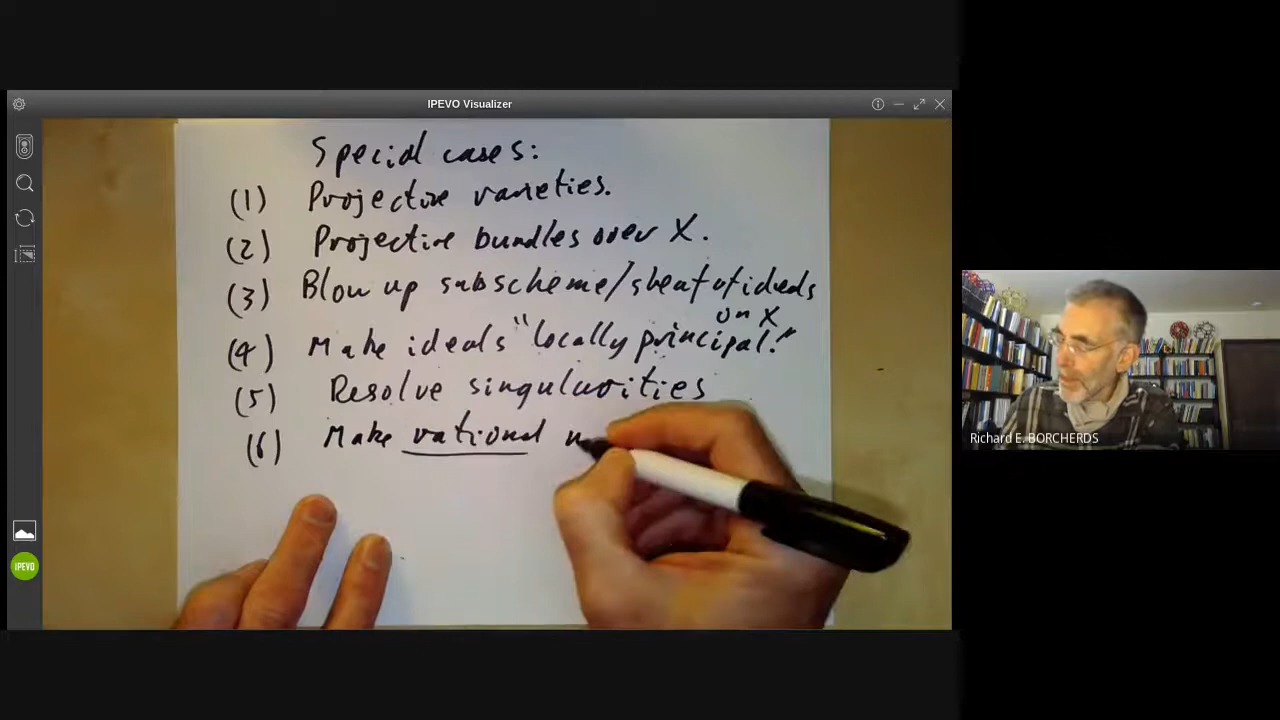 IPEVO Visualizer
Special cases:
(1) Projective varieties.
(2) Projective bundles over X.
(3) Blow up subscheme/sheaf of ideals
on X
(4) Make ideals "locally principal."
(5) Resolve singularities
(6) Make rational
Richard E. BORCHERDS
IPEVO